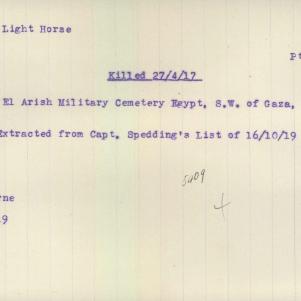 Light Horse
Pt
Killed 27/4/17
El Arish Military Cemetery Egypt, S.W. of Gaza,
Extracted from Capt. Spedding's List of 16/10/19
5409
rne
19